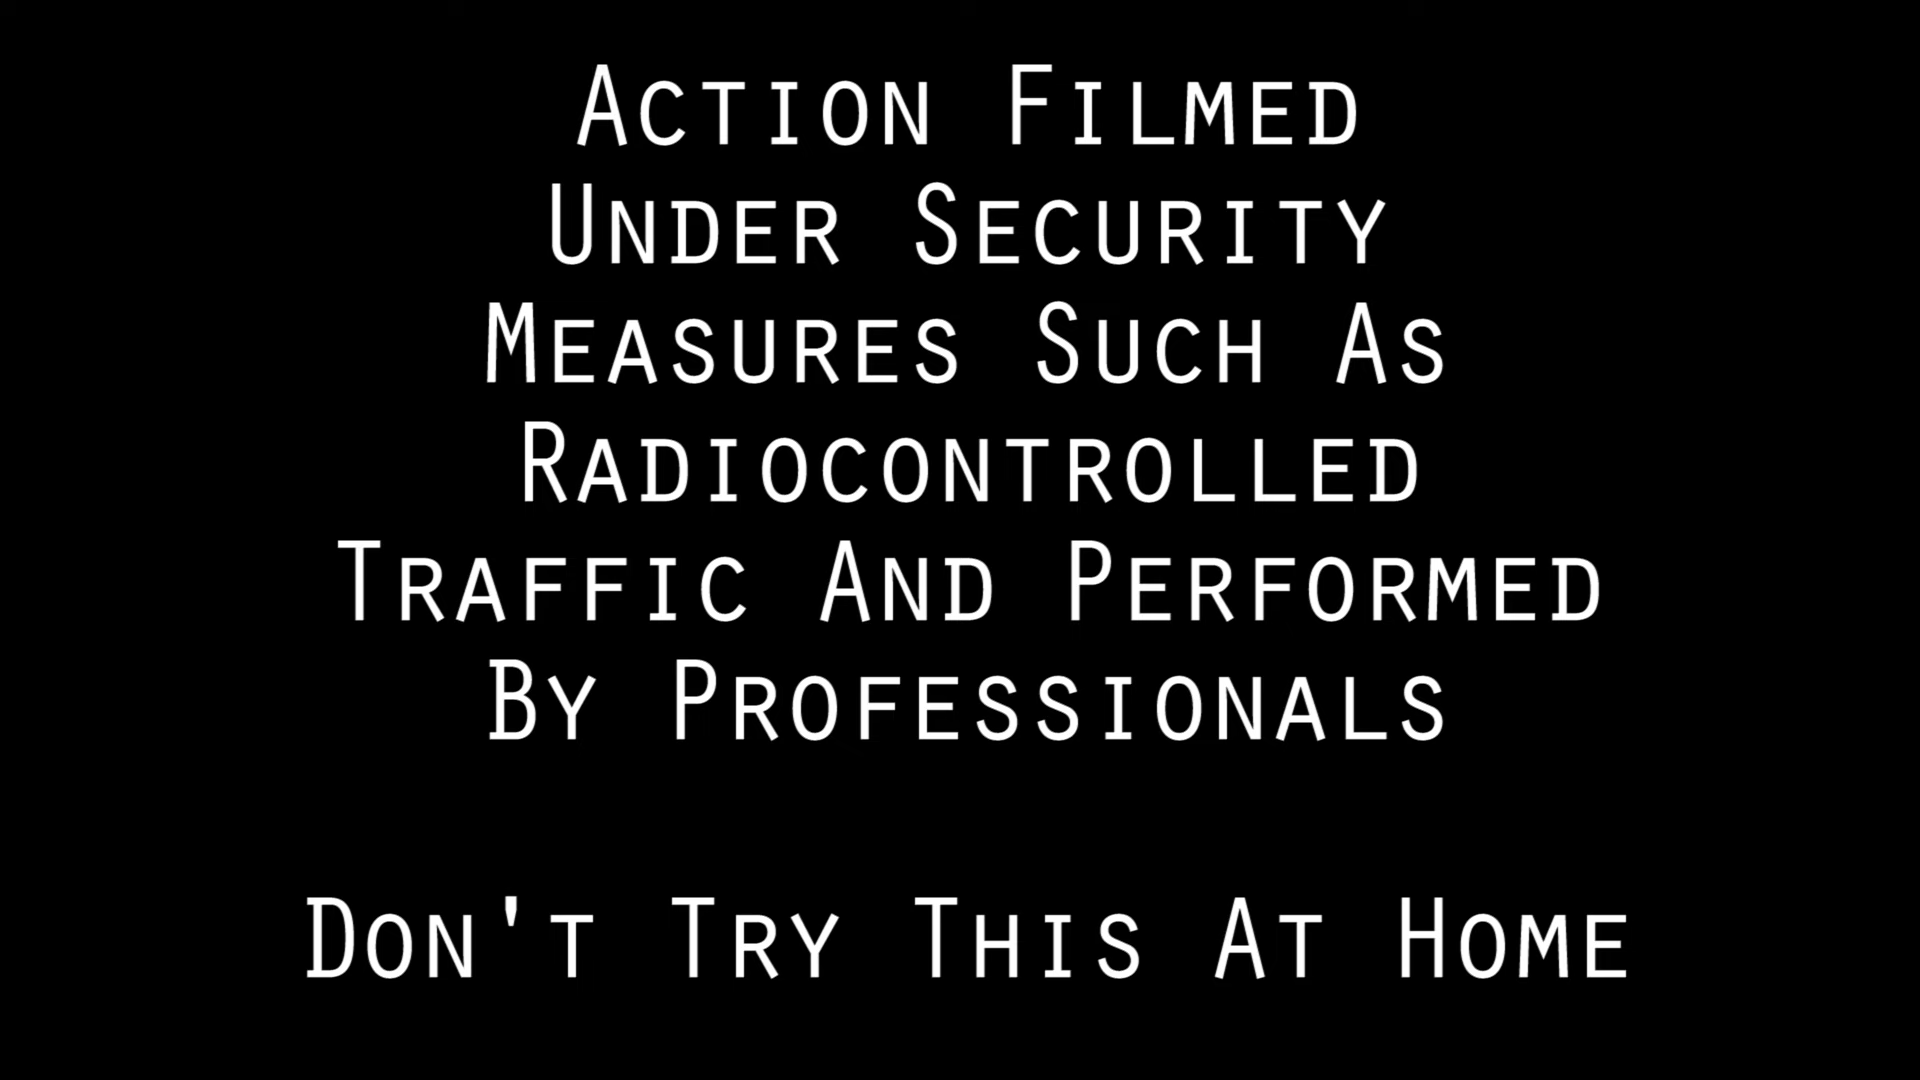 Action Filmed
Under Security
Measures Such As
Radiocontrolled
Traffic And Performed
By Professionals
Don't Try This At Home